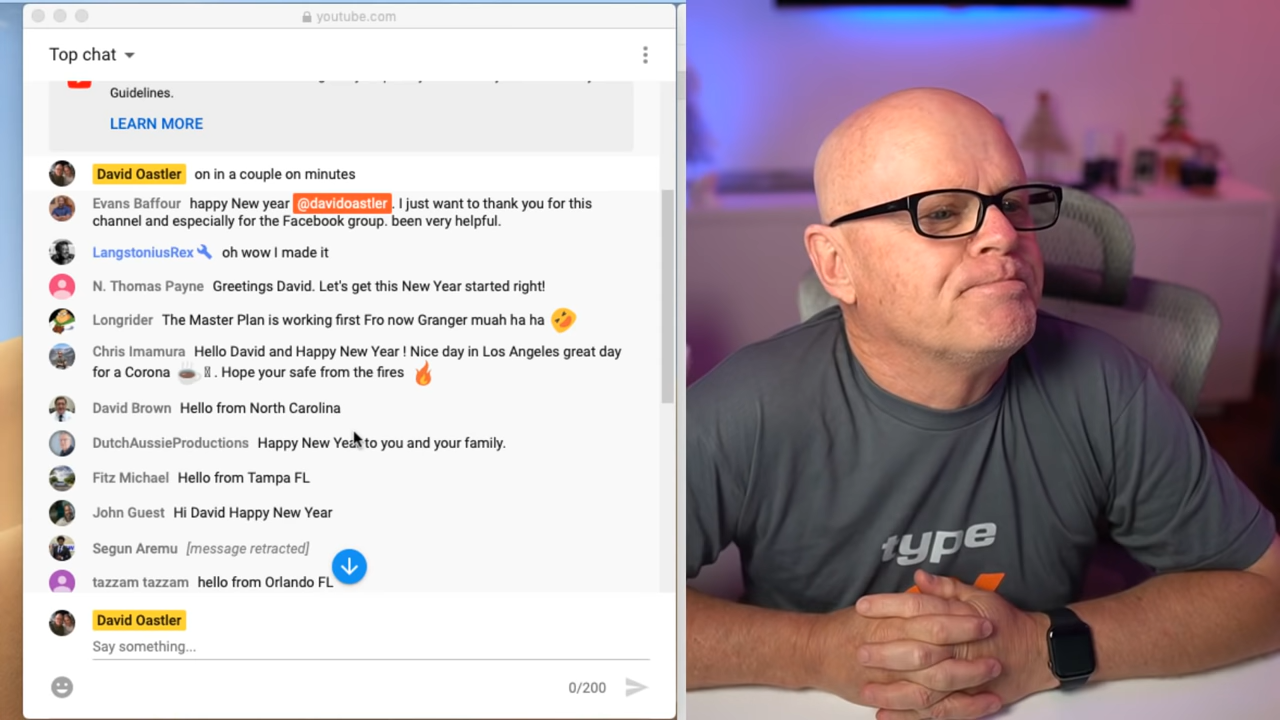 youtube.com
Top chat
Guidelines.
LEARN MORE
David Oastler on in a couple on minutes
Evans Baffour happy New year @davidoastler . I just want to thank you for this
channel and especially for the Facebook group. been very helpful.
LangstoniusRex oh wow I made it
N. Thomas Payne Greetings David. Let's get this New Year started right!
Longrider The Master Plan is working first Fro now Granger muah ha ha 🤣
Chris Imamura Hello David and Happy New Year ! Nice day in Los Angeles great day
for a Corona ☕ . Hope your safe from the fires 🔥
David Brown Hello from North Carolina
DutchAussieProductions Happy New Year to you and your family.
Fitz Michael Hello from Tampa FL
John Guest Hi David Happy New Year
Segun Aremu [message retracted]
tazzam tazzam hello from Orlando FL
David Oastler
Say something...
0/200
type